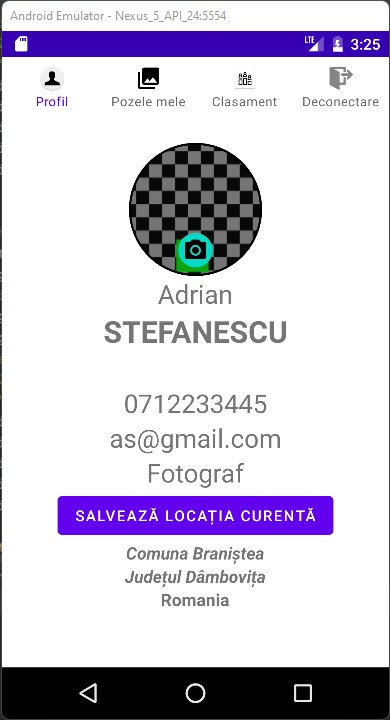 Android Emulator - Nexus_5_API_24:5554
LTE 3:25
Profil Pozele mele Clasament Deconectare
Adrian
STEFANESCU
0712233445
as@gmail.com
Fotograf
SALVEAZĂ LOCAȚIA CURENTĂ
Comuna Braniștea
Județul Dâmbovița
Romania